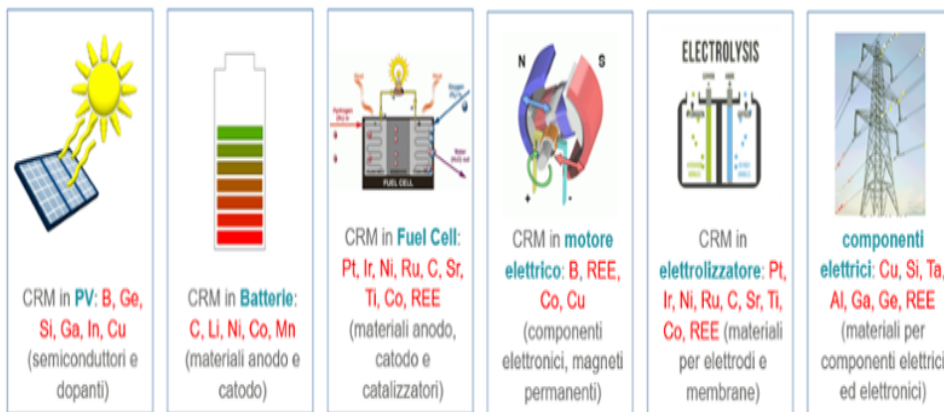 CRM in PV: B, Ge,
Si, Ga, In, Cu
(semiconduttori e
dopanti)
CRM in Batterie:
C, Li, Ni, Co, Mn
(materiali anodo e
catodo)
FUEL CELL
CRM in Fuel Cell:
Pt, Ir, Ni, Ru, C, Sr,
Ti, Co, REE
(materiali anodo,
catodo e
catalizzatori)
N S
+ -
CRM in motore
elettrico: B, REE,
Co, Cu
(componenti
elettronici, magneti
permanenti)
ELECTROLYSIS
CRM in
elettrolizzatore: Pt,
Ir, Ni, Ru, C, Sr, Ti,
Co, REE (materiali
per elettrodi e
membrane)
componenti
elettrici: Cu, Si, Ta,
Al, Ga, Ge, REE
(materiali per
componenti elettrici
ed elettronici)